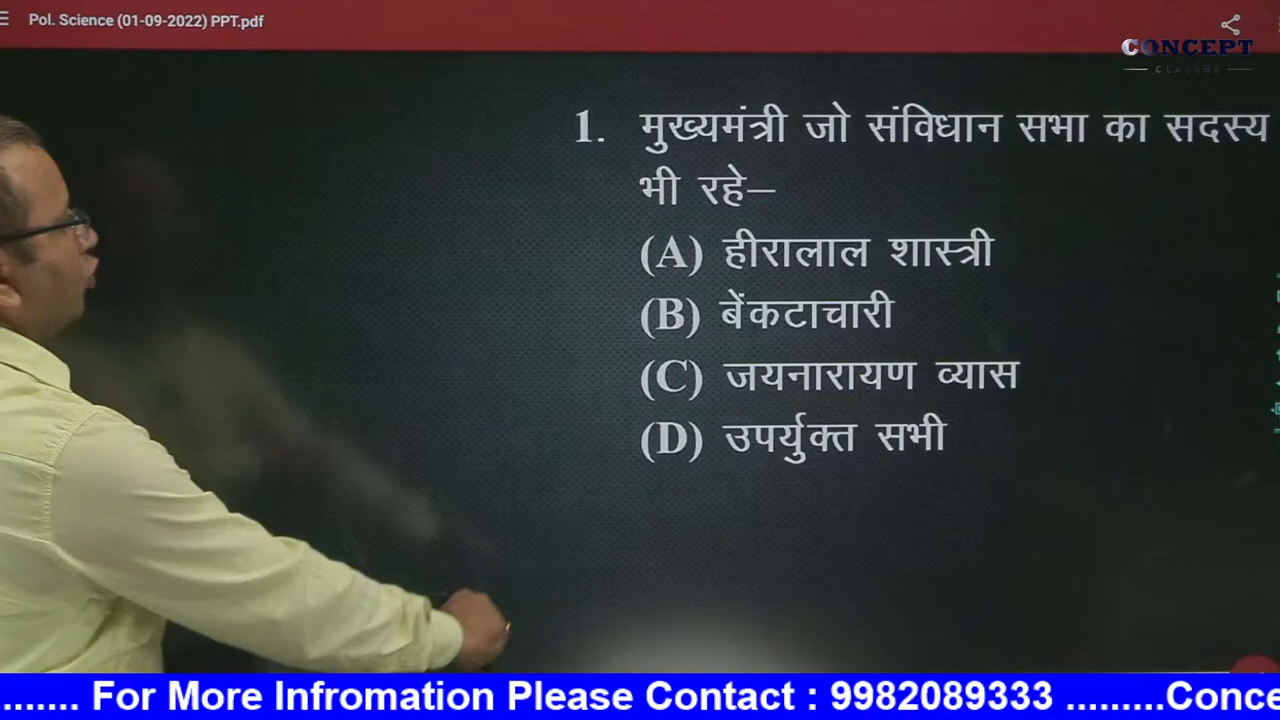 Pol. Science (01-09-2022) PPT.pdf
CONCEPT
CLASSES
1. मुख्यमंत्री जो संविधान सभा का सदस्य
भी रहे–
(A) हीरालाल शास्त्री
(B) बेंकटाचारी
(C) जयनारायण व्यास
(D) उपर्युक्त सभी
........ For More Infromation Please Contact : 9982089333 .........Conce